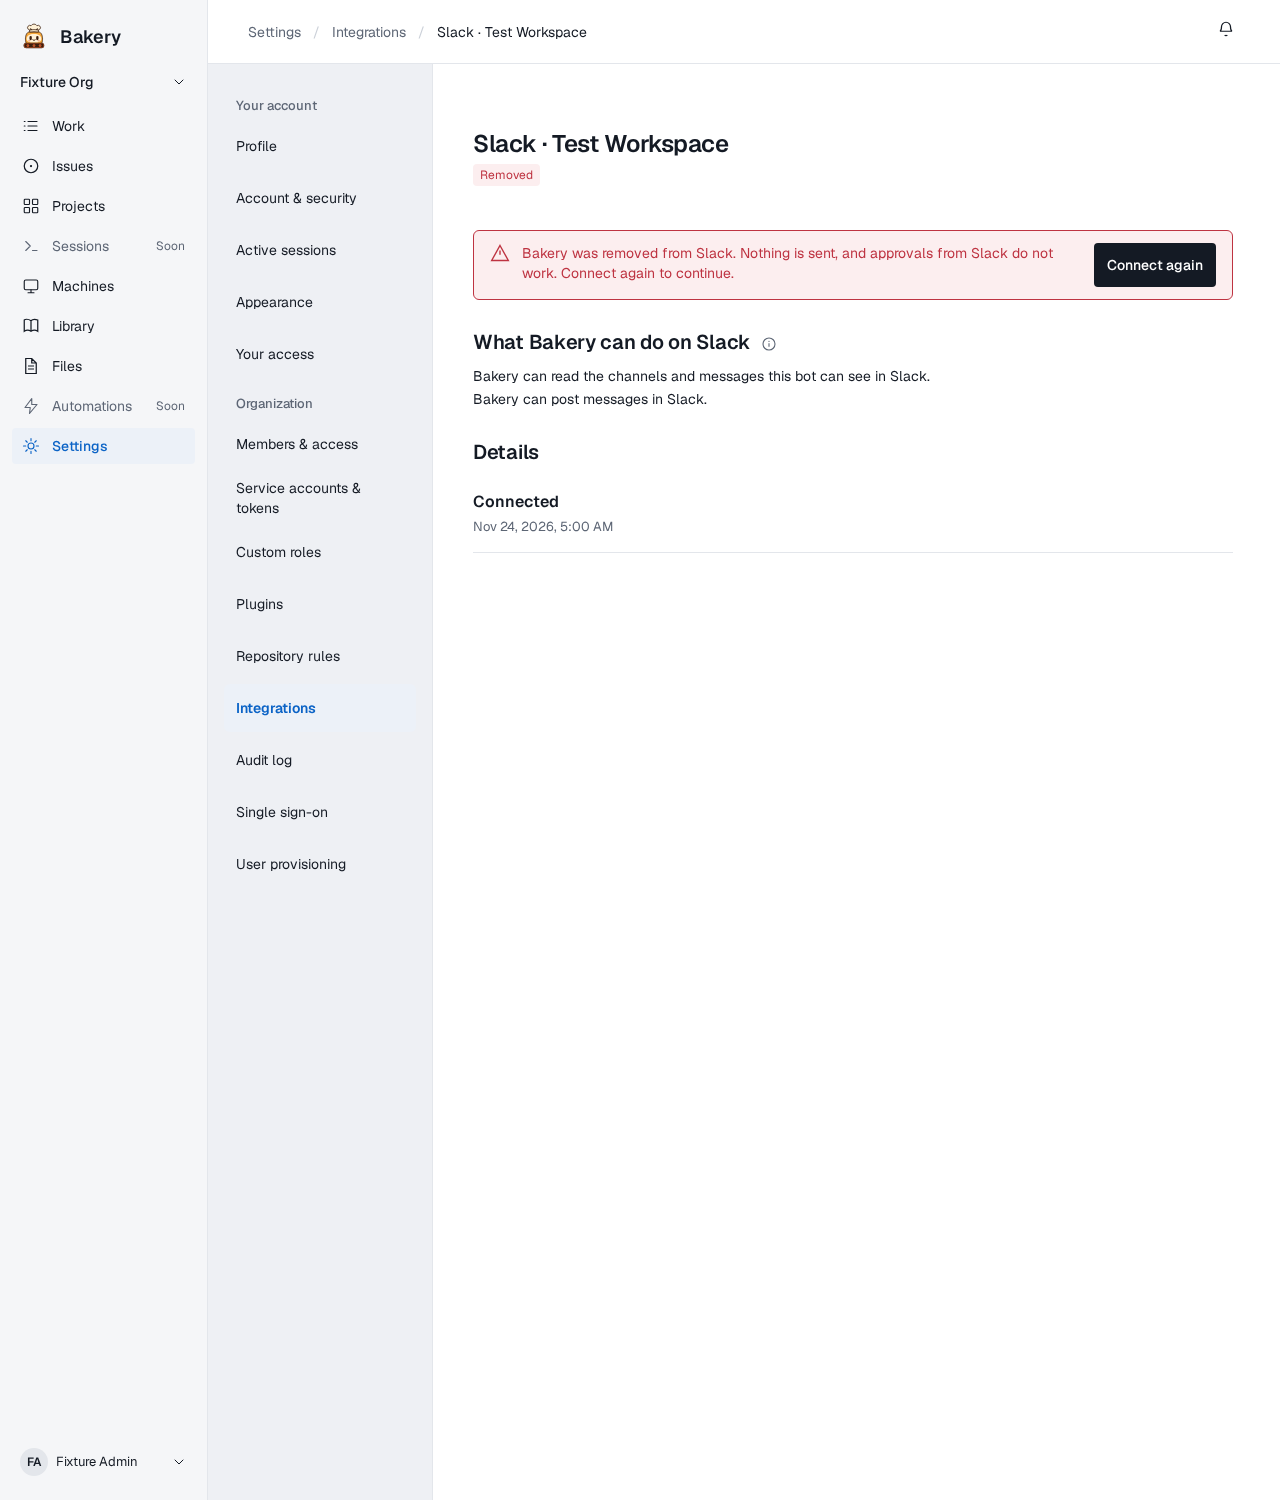 Bakery
Fixture Org
Work
Issues
Projects
Sessions Soon
Machines
Library
Files
Automations Soon
Settings
FA Fixture Admin
Settings / Integrations / Slack · Test Workspace
Your account
Profile
Account & security
Active sessions
Appearance
Your access
Organization
Members & access
Service accounts &
tokens
Custom roles
Plugins
Repository rules
Integrations
Audit log
Single sign-on
User provisioning
Slack · Test Workspace
Removed
Bakery was removed from Slack. Nothing is sent, and approvals from Slack do not
work. Connect again to continue.
Connect again
What Bakery can do on Slack
Bakery can read the channels and messages this bot can see in Slack.
Bakery can post messages in Slack.
Details
Connected
Nov 24, 2026, 5:00 AM